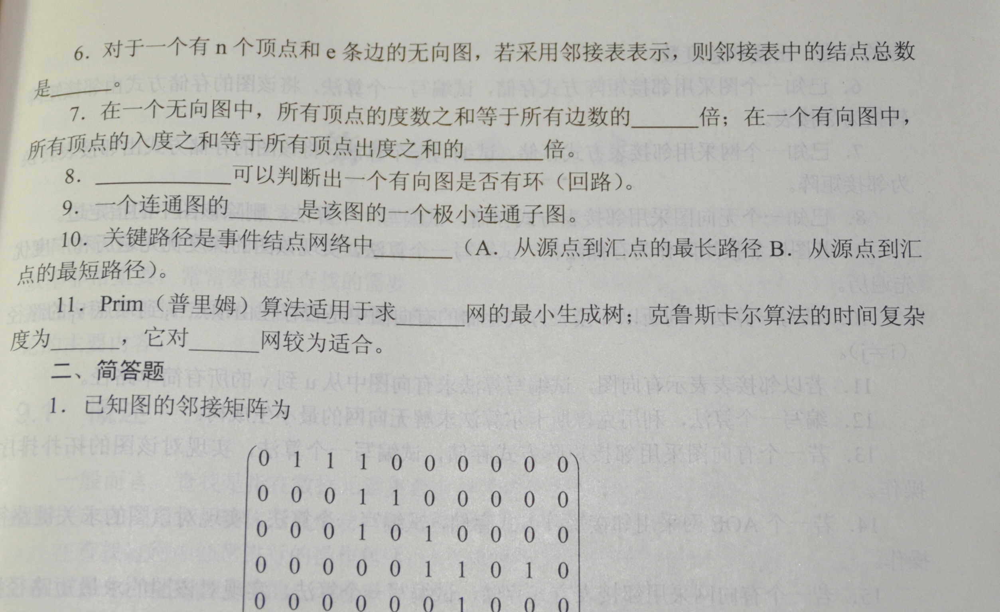 6. 对于一个有 n 个顶点和 e 条边的无向图，若采用邻接表表示，则邻接表中的结点总数
是______。
7. 在一个无向图中，所有顶点的度数之和等于所有边数的______倍；在一个有向图中，
所有顶点的入度之和等于所有顶点出度之和的______倍。
8. ____________可以判断出一个有向图是否有环（回路）。
9. 一个连通图的______是该图的一个极小连通子图。
10. 关键路径是事件结点网络中______（A. 从源点到汇点的最长路径 B. 从源点到汇
点的最短路径）。
11. Prim（普里姆）算法适用于求______网的最小生成树；克鲁斯卡尔算法的时间复杂
度为______，它对______网较为适合。
二、简答题
1. 已知图的邻接矩阵为
0 1 1 1 0 0 0 0 0 0
0 0 0 1 1 0 0 0 0 0
0 0 0 1 0 1 0 0 0 0
0 0 0 0 0 1 1 0 1 0
0 0 0 0 0 0 1 0 0 0